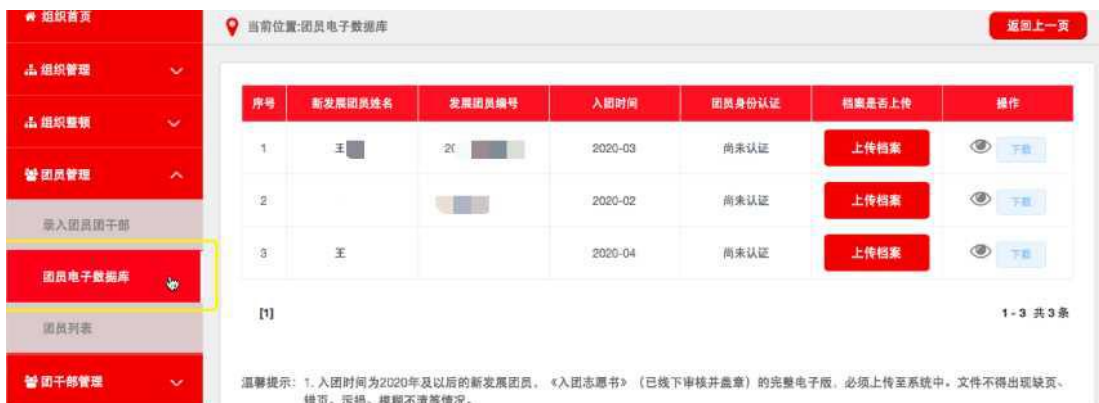 组织首页
当前位置:团员电子数据库
返回上一页
组织管理
组织整顿
团员管理
录入团员团干部
团员电子数据库
团员列表
团干部管理
序号 新发展团员姓名 发展团员编号 入团时间 团员身份认证 档案是否上传 操作
1 王 20 2020-03 尚未认证 上传档案 下载
2 2020-02 尚未认证 上传档案 下载
3 王 2020-04 尚未认证 上传档案 下载
[1] 1-3 共3条
温馨提示: 1. 入团时间为2020年及以后的新发展团员，《入团志愿书》（已线下审核并盖章）的完整电子版，必须上传至系统中。文件不得出现缺页、
错页、污损、模糊不清等情况。